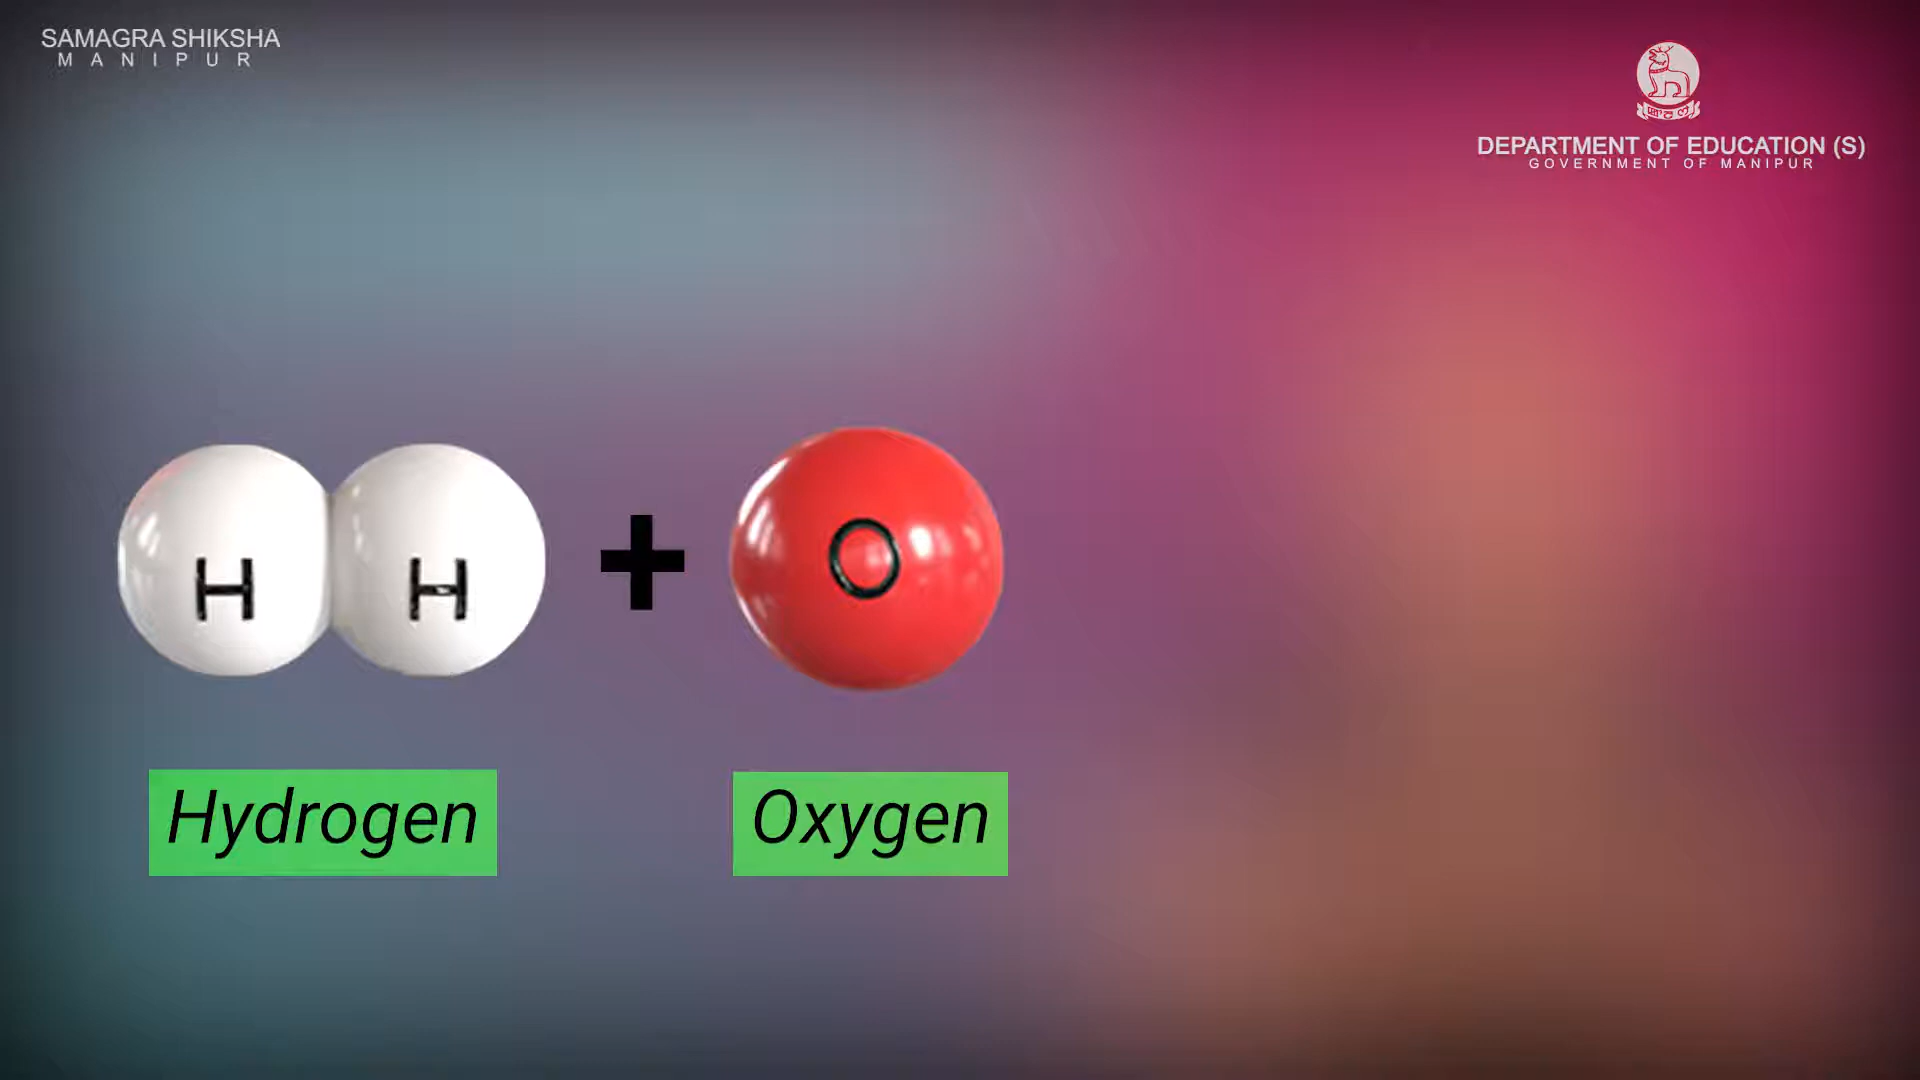 SAMAGRA SHIKSHA
MANIPUR
DEPARTMENT OF EDUCATION (S)
GOVERNMENT OF MANIPUR
H H + O
Hydrogen Oxygen